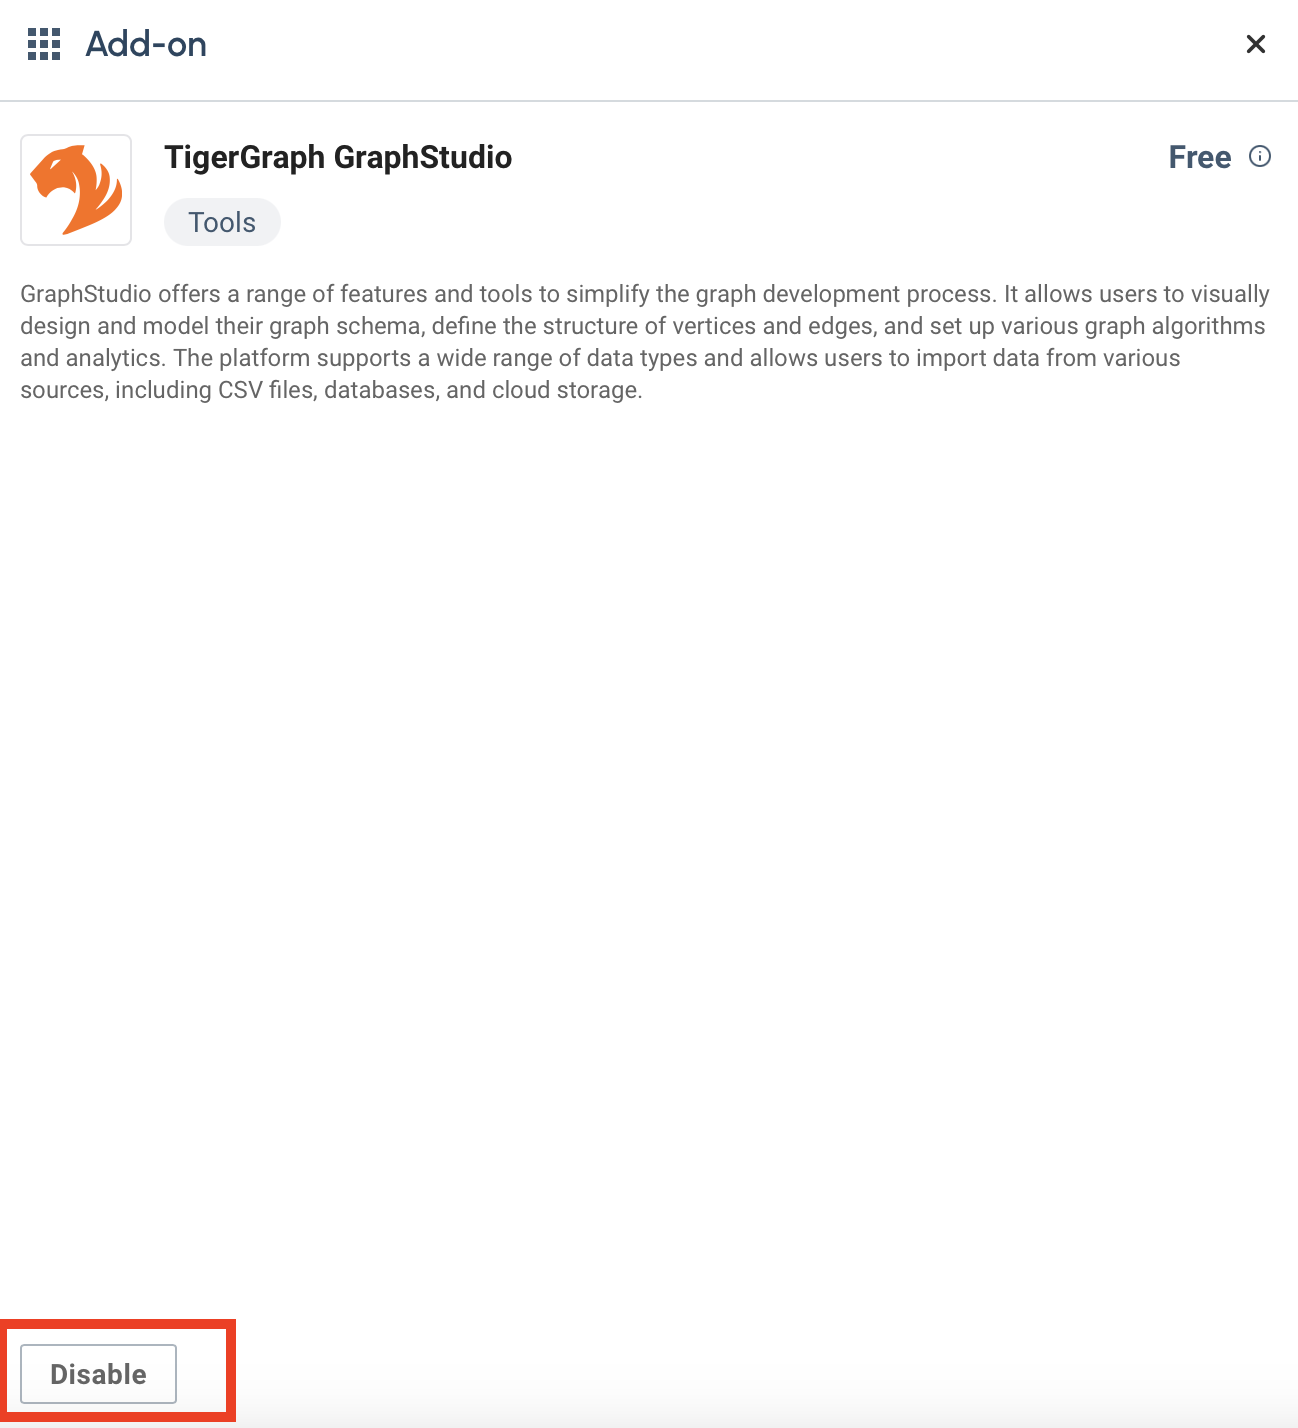 Add-on
TigerGraph GraphStudio
Free
Tools
GraphStudio offers a range of features and tools to simplify the graph development process. It allows users to visually
design and model their graph schema, define the structure of vertices and edges, and set up various graph algorithms
and analytics. The platform supports a wide range of data types and allows users to import data from various
sources, including CSV files, databases, and cloud storage.
Disable